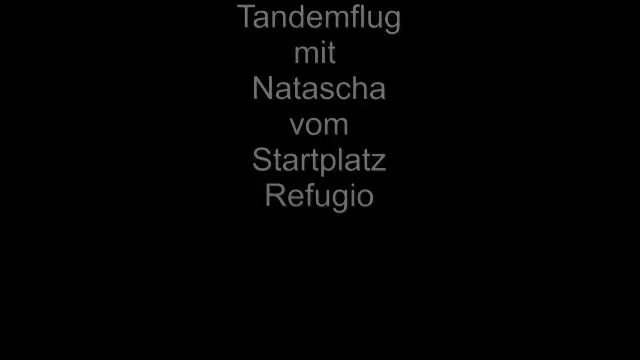 Tandemflug
mit
Natascha
vom
Startplatz
Refugio